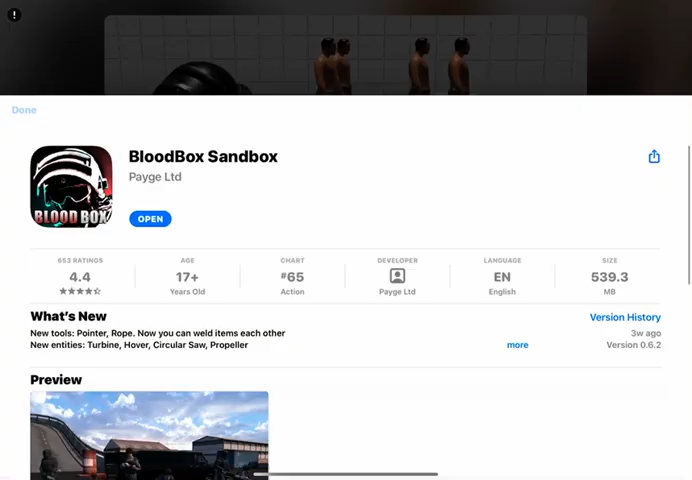 !
Done
BloodBox Sandbox
Payge Ltd
OPEN
BLOOD BOX
653 RATINGS
4.4
AGE
17+
Years Old
CHART
#65
Action
DEVELOPER
Payge Ltd
LANGUAGE
EN
English
SIZE
539.3
MB
What's New
Version History
New tools: Pointer, Rope. Now you can weld items each other
3w ago
New entities: Turbine, Hover, Circular Saw, Propeller
more
Version 0.6.2
Preview